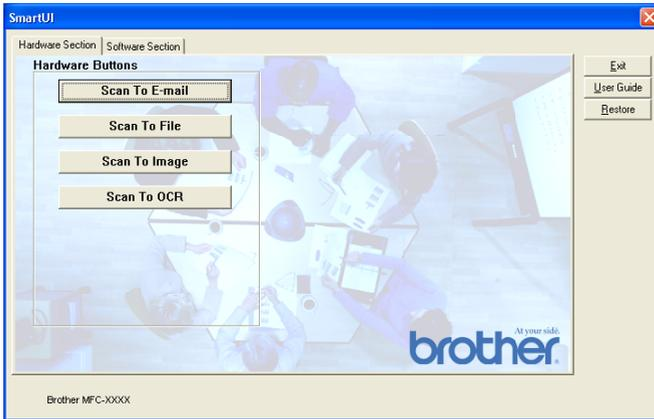 SmartUI
Hardware Section Software Section
Hardware Buttons
Scan To E-mail
Scan To File
Scan To Image
Scan To OCR
Exit
User Guide
Restore
At your side.
brother
Brother MFC-XXXX